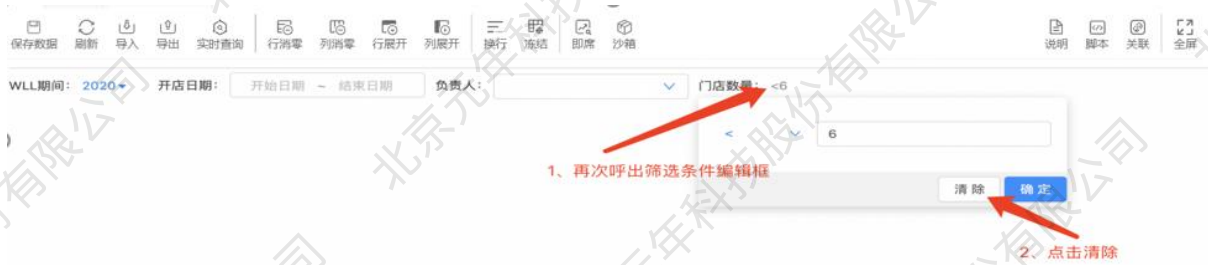 保存数据 刷新 导入 导出 实时查询 行消零 列消零 行展开 列展开 换行 冻结 即席 沙箱 说明 脚本 关联 全屏
WLL期间: 2020 开店日期: 开始日期 ~ 结束日期 负责人: 门店数量: <6
< 6
1、再次呼出筛选条件编辑框
清除 确定
2、点击清除
北京元年科技股份有限公司